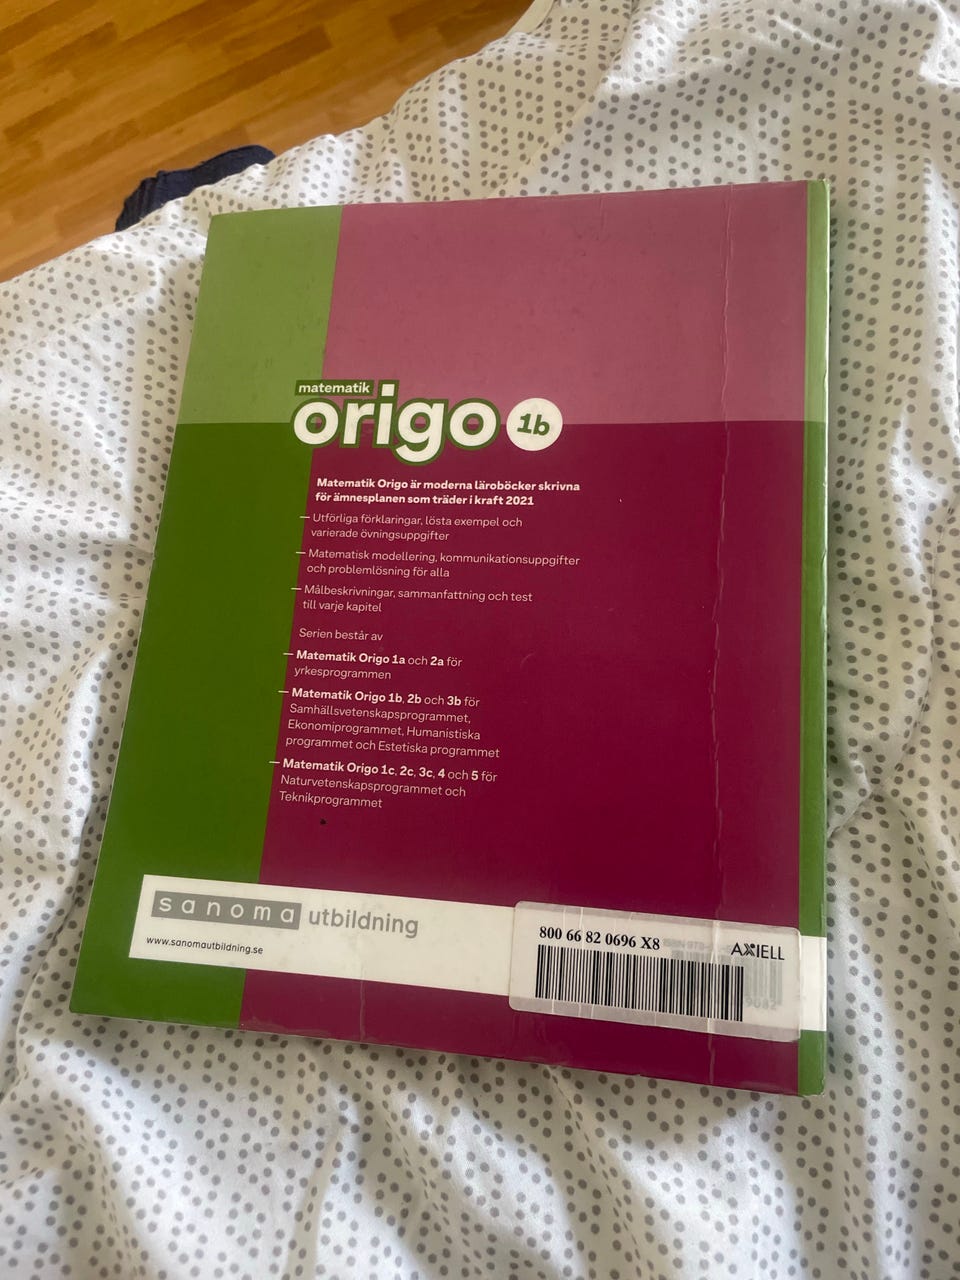 matematik
origo 1b
Matematik Origo är moderna läroböcker skrivna
för ämnesplanen som träder i kraft 2021
— Utförliga förklaringar, lösta exempel och
varierade övningsuppgifter
— Matematisk modellering, kommunikationsuppgifter
och problemlösning för alla
— Målbeskrivningar, sammanfattning och test
till varje kapitel
Serien består av
— Matematik Origo 1a och 2a för
yrkesprogrammen
— Matematik Origo 1b, 2b och 3b för
Samhällsvetenskapsprogrammet,
Ekonomiprogrammet, Humanistiska
programmet och Estetiska programmet
— Matematik Origo 1c, 2c, 3c, 4 och 5 för
Naturvetenskapsprogrammet och
Teknikprogrammet
sanoma utbildning
www.sanomautbildning.se
800 66 82 0696 X8
AXIELL